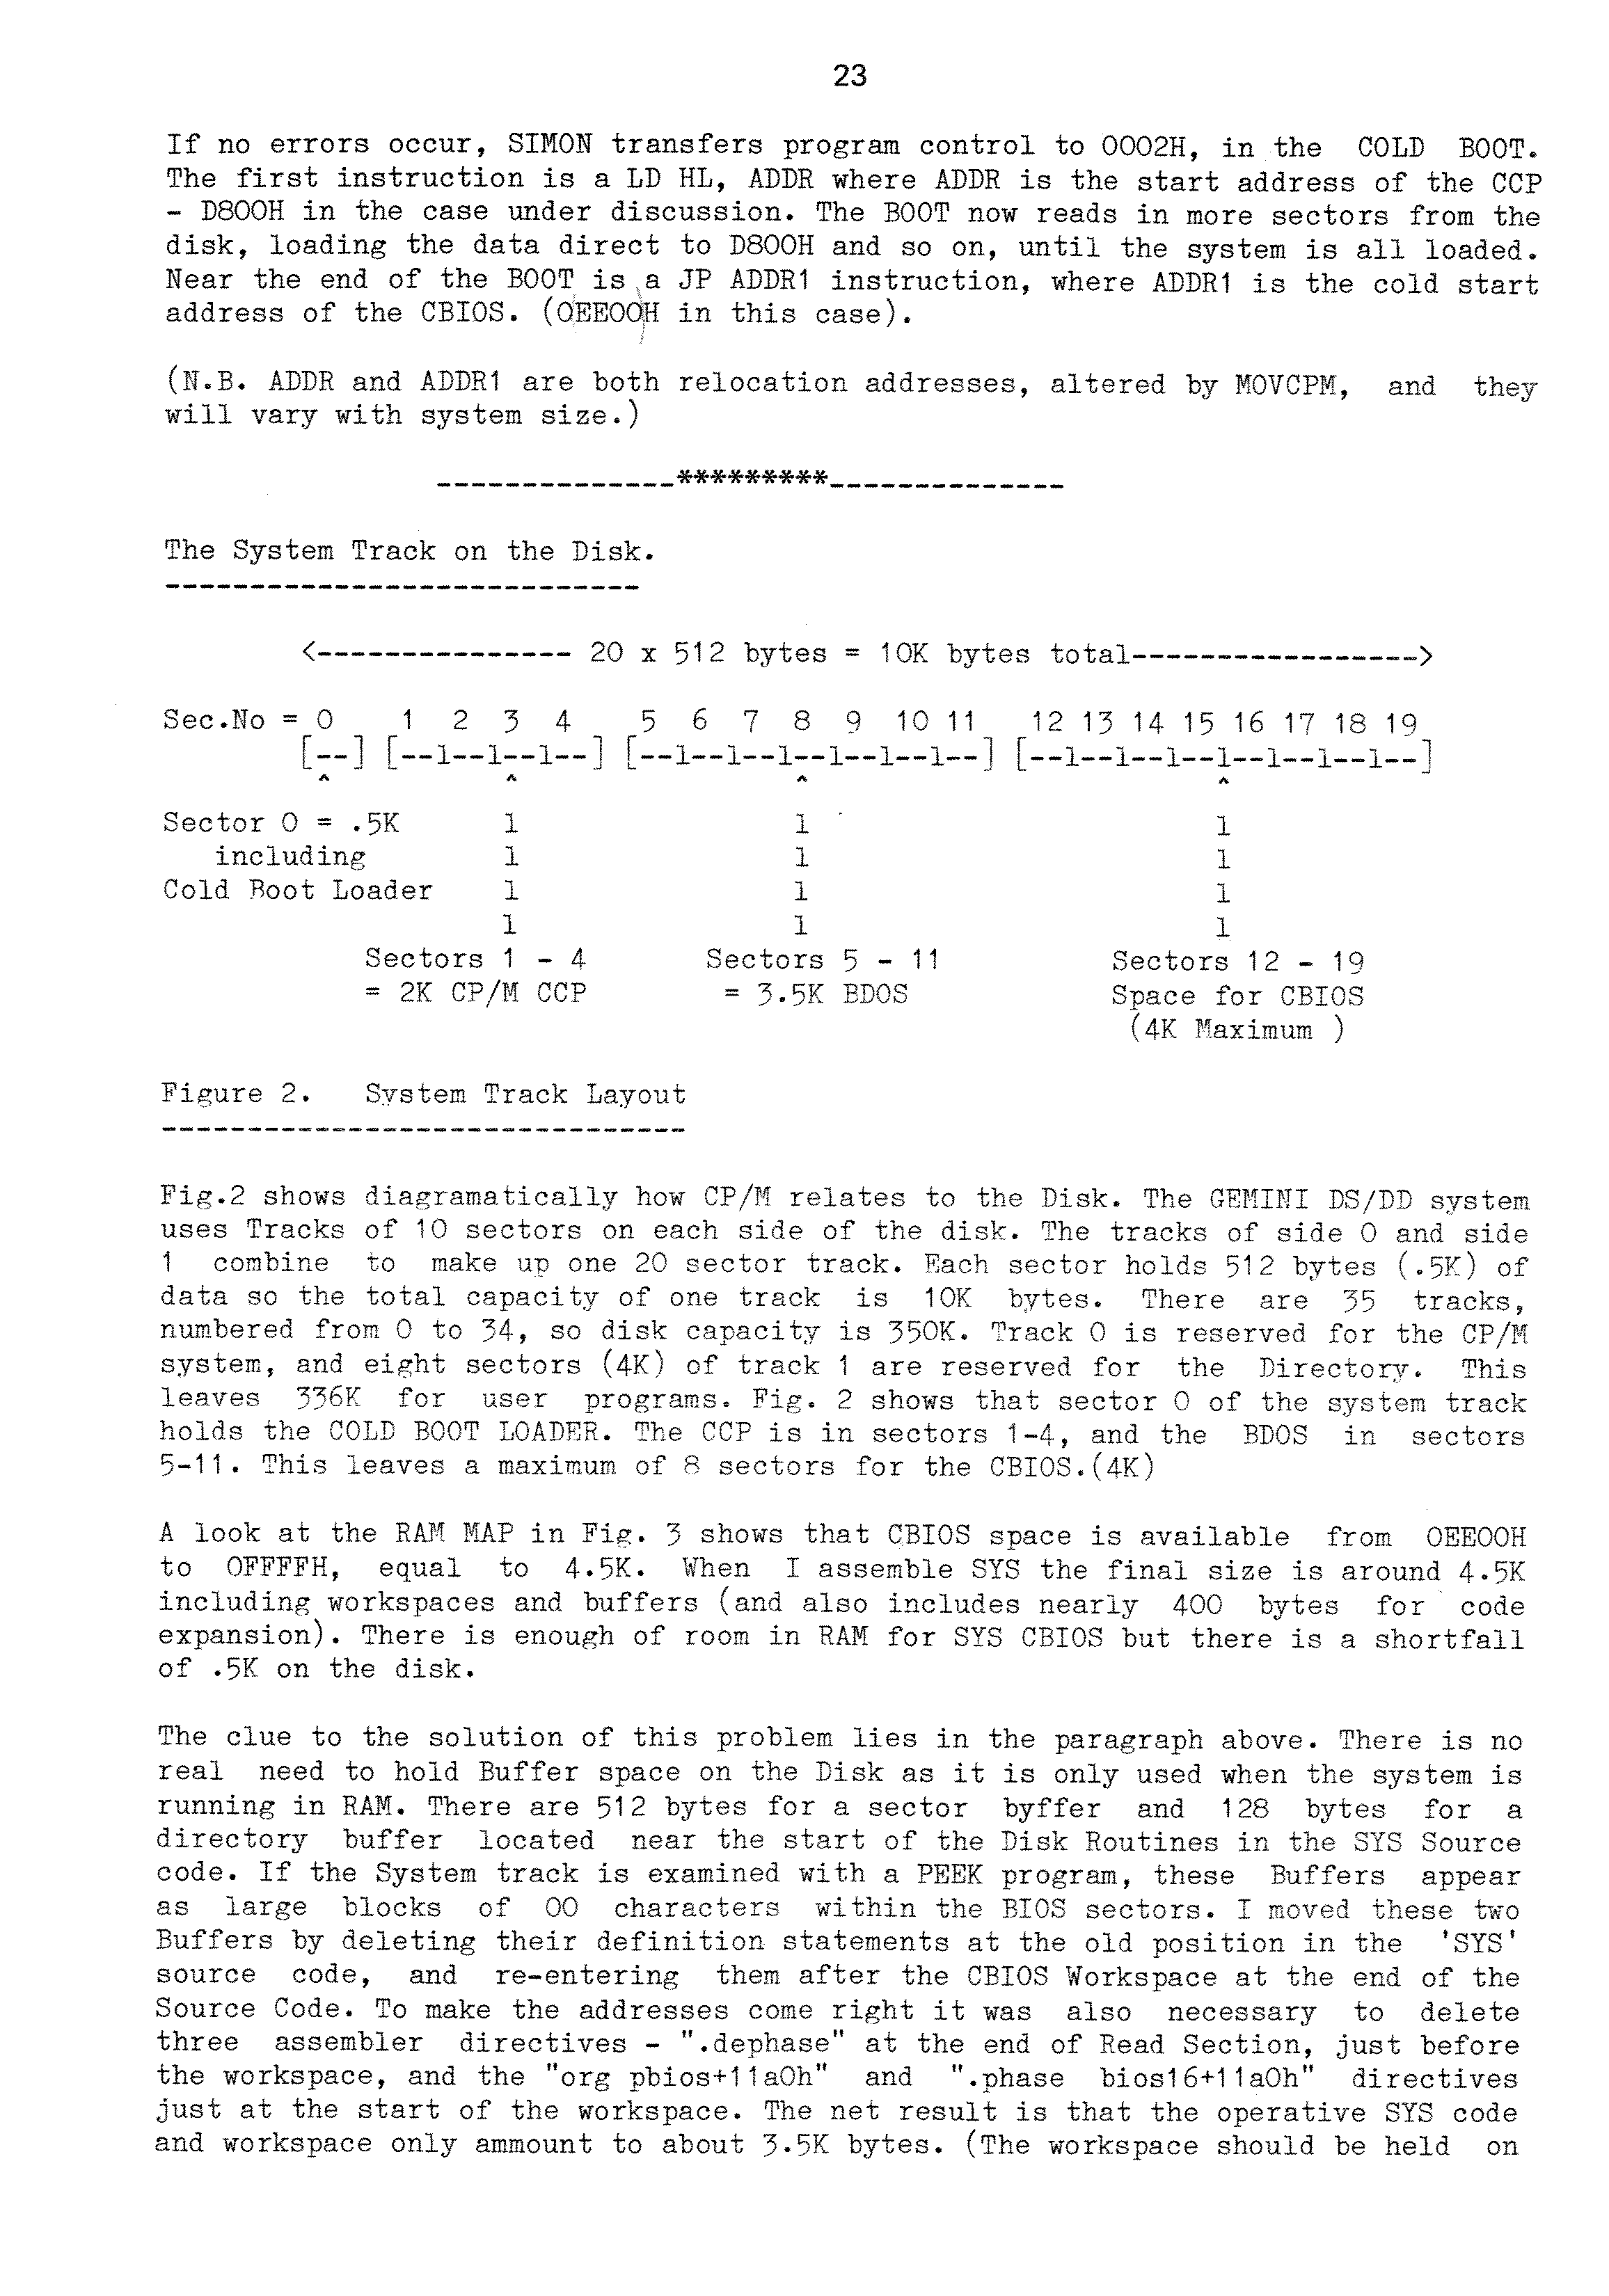 23
If no errors occur, SIMON transfers program control to 0002H, in the COLD BOOT.
The first instruction is a LD HL, ADDR where ADDR is the start address of the CCP
- D800H in the case under discussion. The BOOT now reads in more sectors from the
disk, loading the data direct to D800H and so on, until the system is all loaded.
Near the end of the BOOT is a JP ADDR1 instruction, where ADDR1 is the cold start
address of the CBIOS. (0EE00H in this case).
(N.B. ADDR and ADDR1 are both relocation addresses, altered by MOVCPM, and they
will vary with system size.)
--------------*********--------------
The System Track on the Disk.
----------------------------
<--------------- 20 x 512 bytes = 10K bytes total----------------->
Sec.No = 0 1 2 3 4 5 6 7 8 9 10 11 12 13 14 15 16 17 18 19
[--] [--l--l--l--] [--l--l--l--l--l--l--] [--l--l--l--l--l--l--l--]
^ ^ ^ ^
Sector 0 = .5K l l l
including l l l
Cold Boot Loader l l l
l l l
Sectors 1 - 4 Sectors 5 - 11 Sectors 12 - 19
= 2K CP/M CCP = 3.5K BDOS Space for CBIOS
(4K Maximum )
Figure 2. System Track Layout
-------------------------------
Fig.2 shows diagramatically how CP/M relates to the Disk. The GEMINI DS/DD system
uses Tracks of 10 sectors on each side of the disk. The tracks of side 0 and side
1 combine to make up one 20 sector track. Each sector holds 512 bytes (.5K) of
data so the total capacity of one track is 10K bytes. There are 35 tracks,
numbered from 0 to 34, so disk capacity is 350K. Track 0 is reserved for the CP/M
system, and eight sectors (4K) of track 1 are reserved for the Directory. This
leaves 336K for user programs. Fig. 2 shows that sector 0 of the system track
holds the COLD BOOT LOADER. The CCP is in sectors 1-4, and the BDOS in sectors
5-11. This leaves a maximum of 8 sectors for the CBIOS.(4K)
A look at the RAM MAP in Fig. 3 shows that CBIOS space is available from 0EE00H
to 0FFFFH, equal to 4.5K. When I assemble SYS the final size is around 4.5K
including workspaces and buffers (and also includes nearly 400 bytes for code
expansion). There is enough of room in RAM for SYS CBIOS but there is a shortfall
of .5K on the disk.
The clue to the solution of this problem lies in the paragraph above. There is no
real need to hold Buffer space on the Disk as it is only used when the system is
running in RAM. There are 512 bytes for a sector byffer and 128 bytes for a
directory buffer located near the start of the Disk Routines in the SYS Source
code. If the System track is examined with a PEEK program, these Buffers appear
as large blocks of 00 characters within the BIOS sectors. I moved these two
Buffers by deleting their definition statements at the old position in the 'SYS'
source code, and re-entering them after the CBIOS Workspace at the end of the
Source Code. To make the addresses come right it was also necessary to delete
three assembler directives - ".dephase" at the end of Read Section, just before
the workspace, and the "org pbios+11a0h" and ".phase bios16+11a0h" directives
just at the start of the workspace. The net result is that the operative SYS code
and workspace only ammount to about 3.5K bytes. (The workspace should be held on